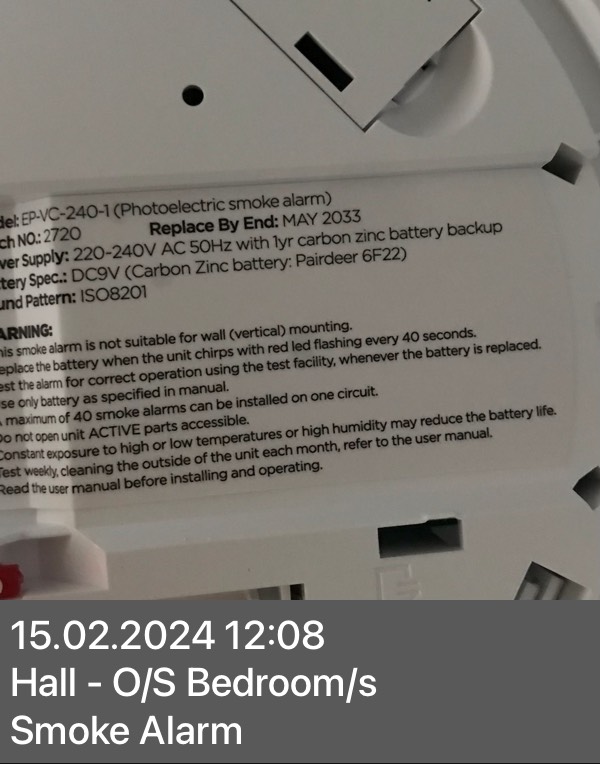 del: EP-VC-240-1 (Photoelectric smoke alarm)
ch NO.: 2720 Replace By End: MAY 2033
ver Supply: 220-240V AC 50Hz with 1yr carbon zinc battery backup
tery Spec.: DC9V (Carbon Zinc battery: Pairdeer 6F22)
und Pattern: ISO8201
ARNING:
his smoke alarm is not suitable for wall (vertical) mounting.
eplace the battery when the unit chirps with red led flashing every 40 seconds.
est the alarm for correct operation using the test facility, whenever the battery is replaced.
se only battery as specified in manual.
maximum of 40 smoke alarms can be installed on one circuit.
Do not open unit ACTIVE parts accessible.
Constant exposure to high or low temperatures or high humidity may reduce the battery life.
Test weekly, cleaning the outside of the unit each month, refer to the user manual.
Read the user manual before installing and operating.
15.02.2024 12:08
Hall - O/S Bedroom/s
Smoke Alarm